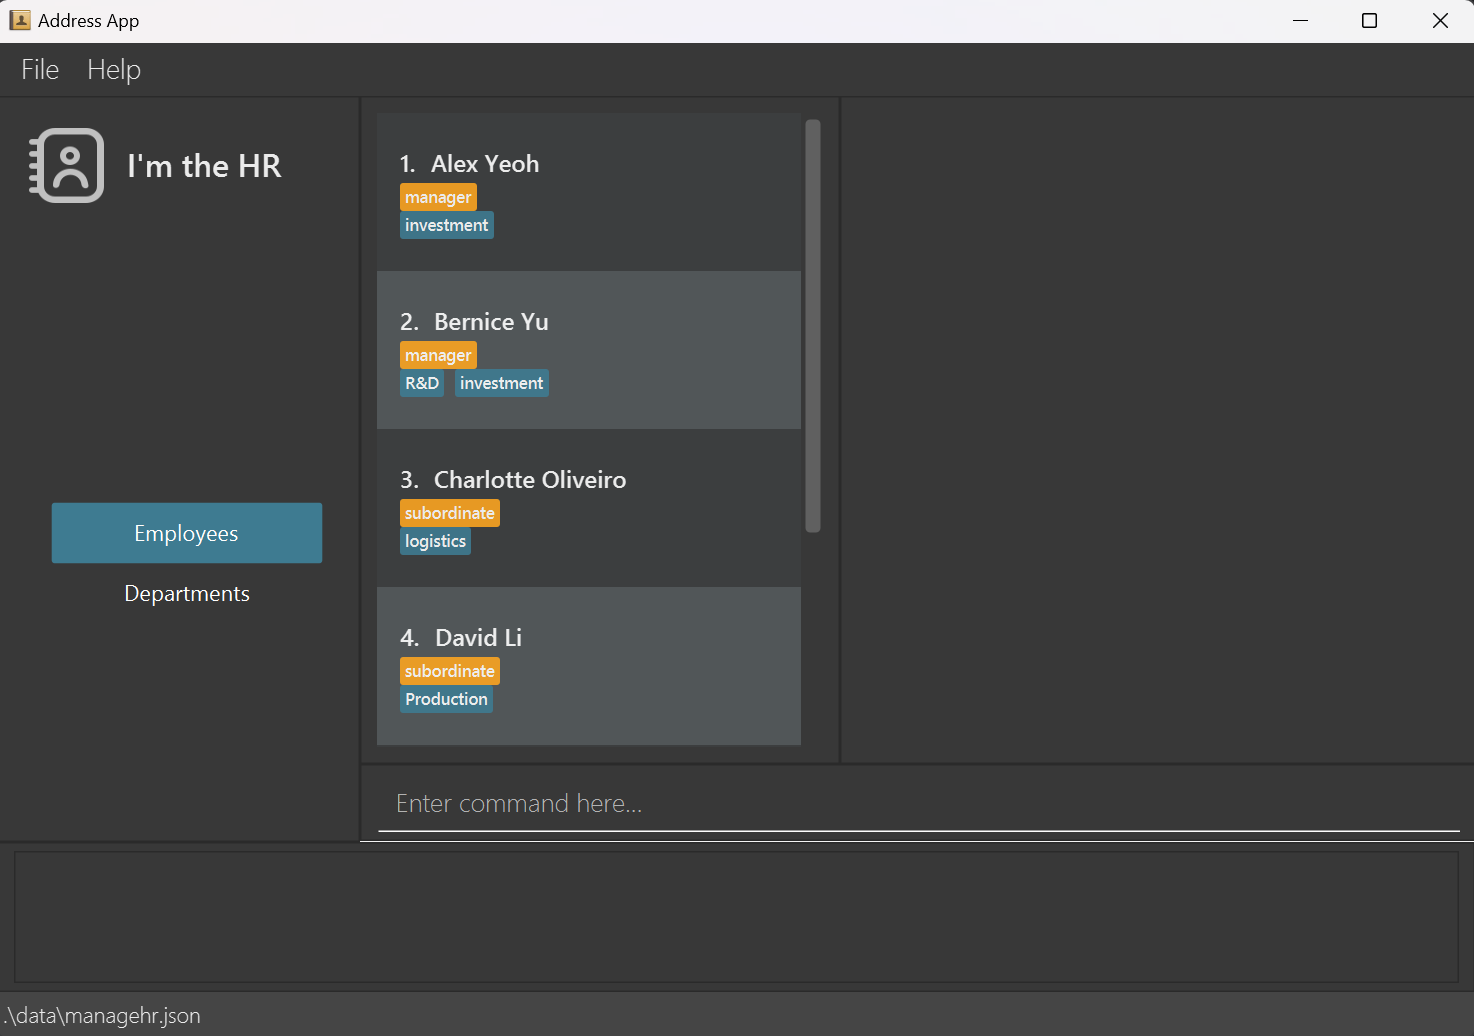 Address App
File Help
I'm the HR
Employees
Departments
1. Alex Yeoh
manager
investment
2. Bernice Yu
manager
R&D investment
3. Charlotte Oliveiro
subordinate
logistics
4. David Li
subordinate
Production
Enter command here...
.\data\managehr.json